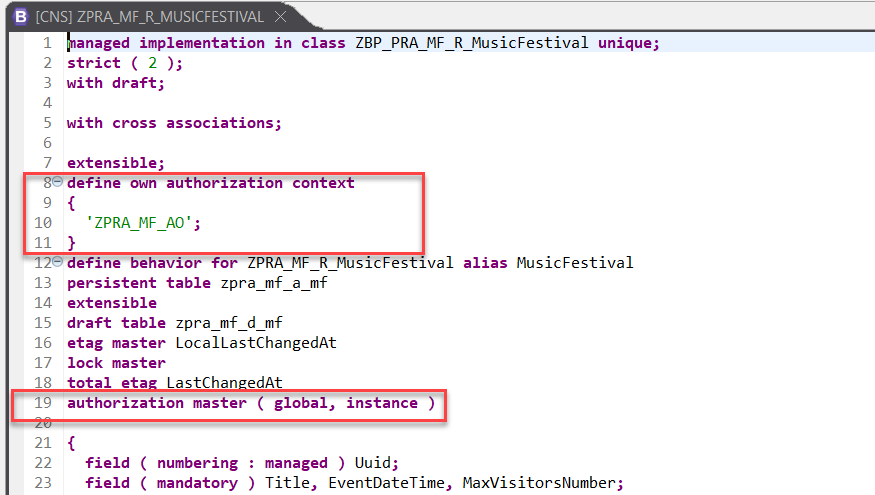 [CNS] ZPRA_MF_R_MUSICFESTIVAL
1 managed implementation in class ZBP_PRA_MF_R_MusicFestival unique;
2 strict ( 2 );
3 with draft;
4
5 with cross associations;
6
7 extensible;
8 define own authorization context
9 {
10 'ZPRA_MF_AO';
11 }
12 define behavior for ZPRA_MF_R_MusicFestival alias MusicFestival
13 persistent table zpra_mf_a_mf
14 extensible
15 draft table zpra_mf_d_mf
16 etag master LocalLastChangedAt
17 lock master
18 total etag LastChangedAt
19 authorization master ( global, instance )
20
21 {
22 field ( numbering : managed ) Uuid;
23 field ( mandatory ) Title, EventDateTime, MaxVisitorsNumber;